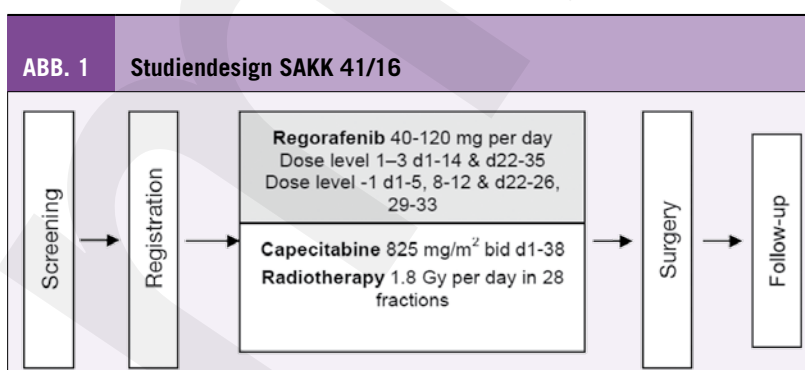 ABB. 1 Studiendesign SAKK 41/16
Screening
Registration
Regorafenib 40-120 mg per day
Dose level 1–3 d1-14 & d22-35
Dose level -1 d1-5, 8-12 & d22-26,
29-33
Capecitabine 825 mg/m² bid d1-38
Radiotherapy 1.8 Gy per day in 28
fractions
Surgery
Follow-up